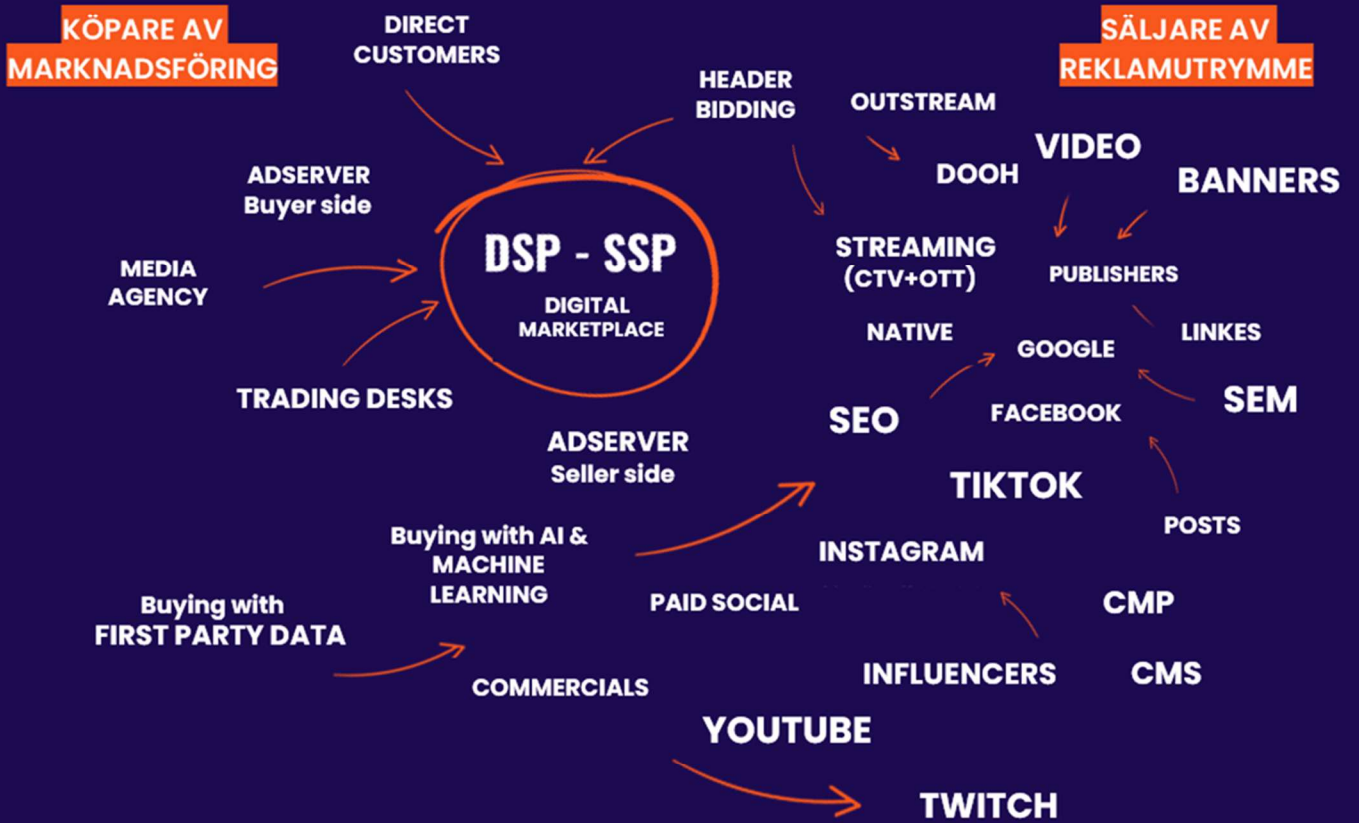 KÖPARE AV
MARKNADSFÖRING
DIRECT
CUSTOMERS
SÄLJARE AV
REKLAMUTRYMME
HEADER
BIDDING
OUTSTREAM
VIDEO
DOOH
BANNERS
ADSERVER
Buyer side
DSP - SSP
DIGITAL
MARKETPLACE
STREAMING
(CTV+OTT)
PUBLISHERS
MEDIA
AGENCY
NATIVE
GOOGLE
LINKES
TRADING DESKS
SEO
FACEBOOK
SEM
ADSERVER
Seller side
TIKTOK
POSTS
Buying with AI &
MACHINE
LEARNING
INSTAGRAM
PAID SOCIAL
CMP
Buying with
FIRST PARTY DATA
COMMERCIALS
INFLUENCERS
CMS
YOUTUBE
TWITCH